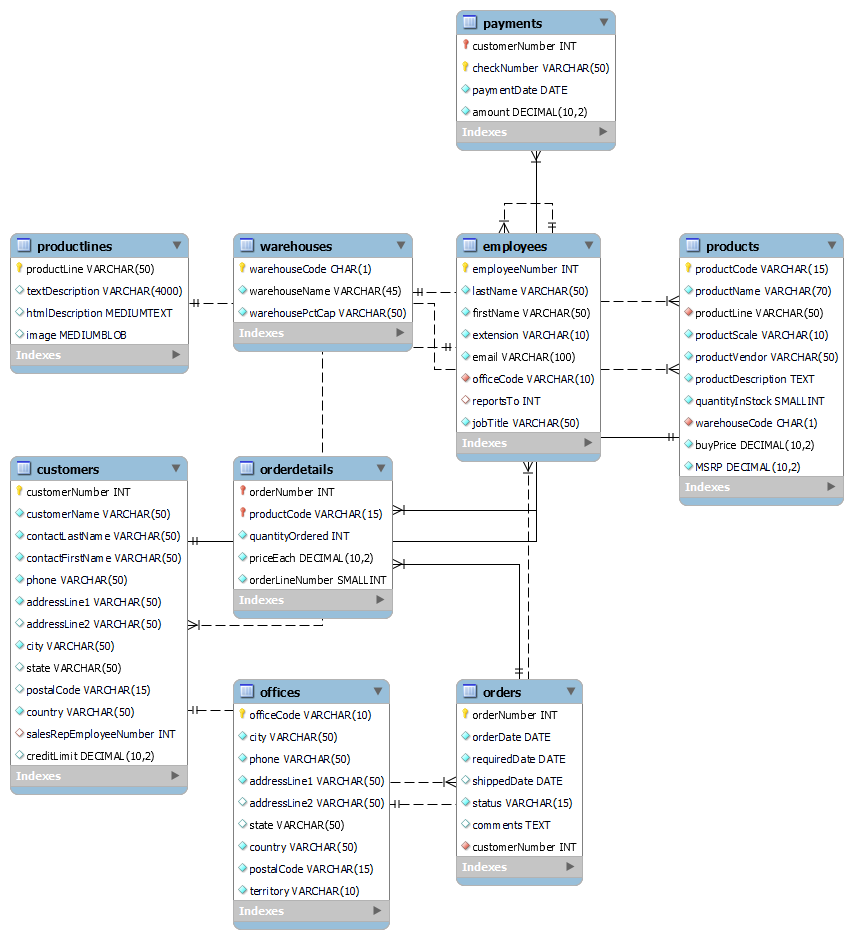 payments
customerNumber INT
checkNumber VARCHAR(50)
paymentDate DATE
amount DECIMAL(10,2)
Indexes
productlines
productLine VARCHAR(50)
textDescription VARCHAR(4000)
htmlDescription MEDIUMTEXT
image MEDIUMBLOB
Indexes
warehouses
warehouseCode CHAR(1)
warehouseName VARCHAR(45)
warehousePctCap VARCHAR(50)
Indexes
employees
employeeNumber INT
lastName VARCHAR(50)
firstName VARCHAR(50)
extension VARCHAR(10)
email VARCHAR(100)
officeCode VARCHAR(10)
reportsTo INT
jobTitle VARCHAR(50)
Indexes
products
productCode VARCHAR(15)
productName VARCHAR(70)
productLine VARCHAR(50)
productScale VARCHAR(10)
productVendor VARCHAR(50)
productDescription TEXT
quantityInStock SMALLINT
warehouseCode CHAR(1)
buyPrice DECIMAL(10,2)
MSRP DECIMAL(10,2)
Indexes
customers
customerNumber INT
customerName VARCHAR(50)
contactLastName VARCHAR(50)
contactFirstName VARCHAR(50)
phone VARCHAR(50)
addressLine1 VARCHAR(50)
addressLine2 VARCHAR(50)
city VARCHAR(50)
state VARCHAR(50)
postalCode VARCHAR(15)
country VARCHAR(50)
salesRepEmployeeNumber INT
creditLimit DECIMAL(10,2)
Indexes
orderdetails
orderNumber INT
productCode VARCHAR(15)
quantityOrdered INT
priceEach DECIMAL(10,2)
orderLineNumber SMALLINT
Indexes
offices
officeCode VARCHAR(10)
city VARCHAR(50)
phone VARCHAR(50)
addressLine1 VARCHAR(50)
addressLine2 VARCHAR(50)
state VARCHAR(50)
country VARCHAR(50)
postalCode VARCHAR(15)
territory VARCHAR(10)
Indexes
orders
orderNumber INT
orderDate DATE
requiredDate DATE
shippedDate DATE
status VARCHAR(15)
comments TEXT
customerNumber INT
Indexes